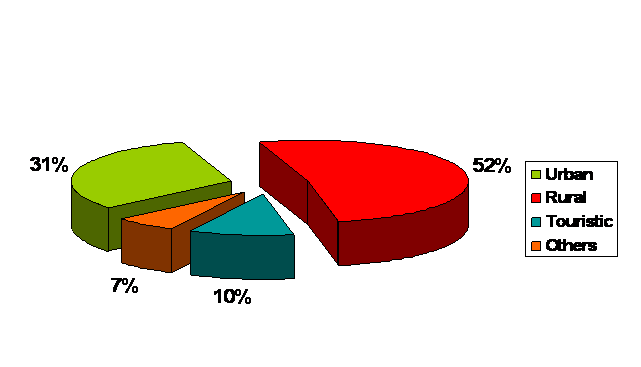 31%
52%
7%
10%
Urban
Rural
Touristic
Others